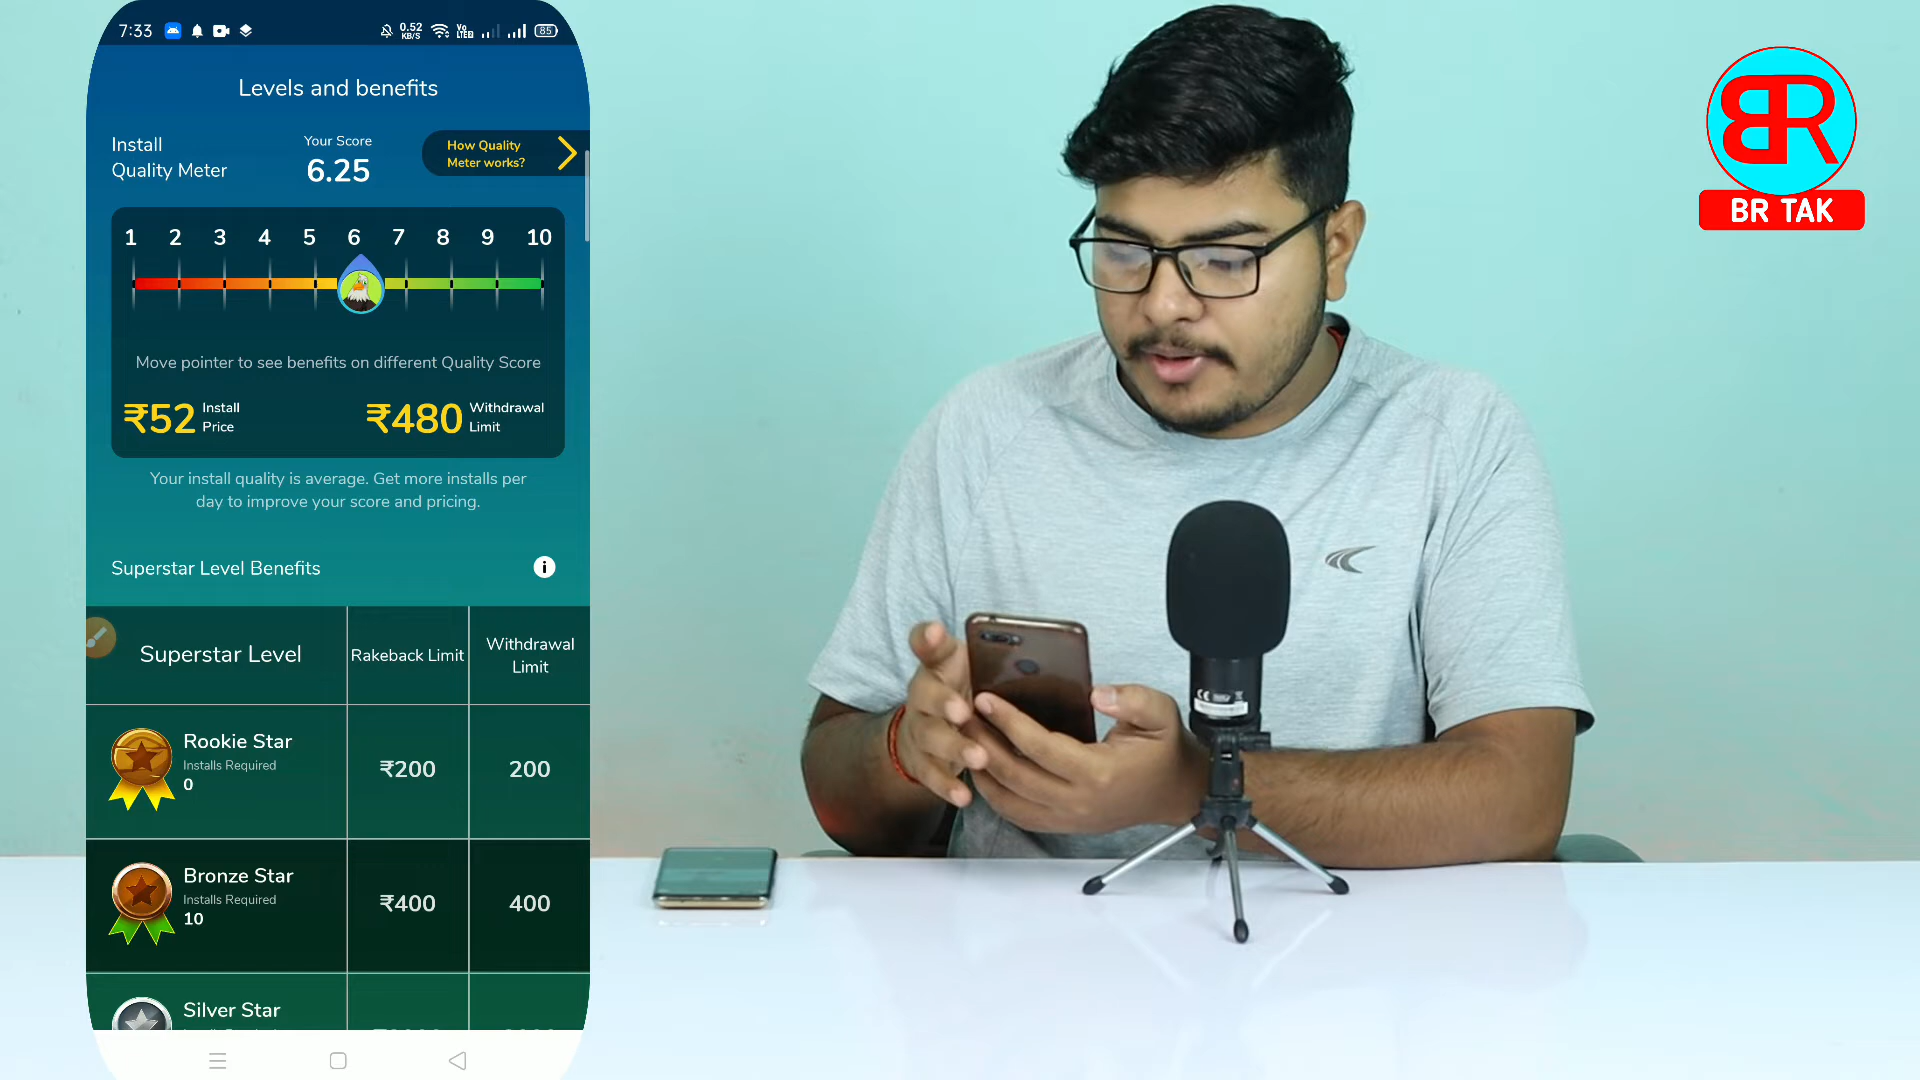 7:33
0.52
KB/S
Vo
LTE2
85
Levels and benefits
Install
Quality Meter
Your Score
6.25
How Quality
Meter works?
1 2 3 4 5 6 7 8 9 10
Move pointer to see benefits on different Quality Score
₹52 Install
Price
₹480 Withdrawal
Limit
Your install quality is average. Get more installs per
day to improve your score and pricing.
Superstar Level Benefits
i
Superstar Level
Rakeback Limit
Withdrawal
Limit
Rookie Star
Installs Required
0
₹200
200
Bronze Star
Installs Required
10
₹400
400
Silver Star
BR
BR TAK
CE